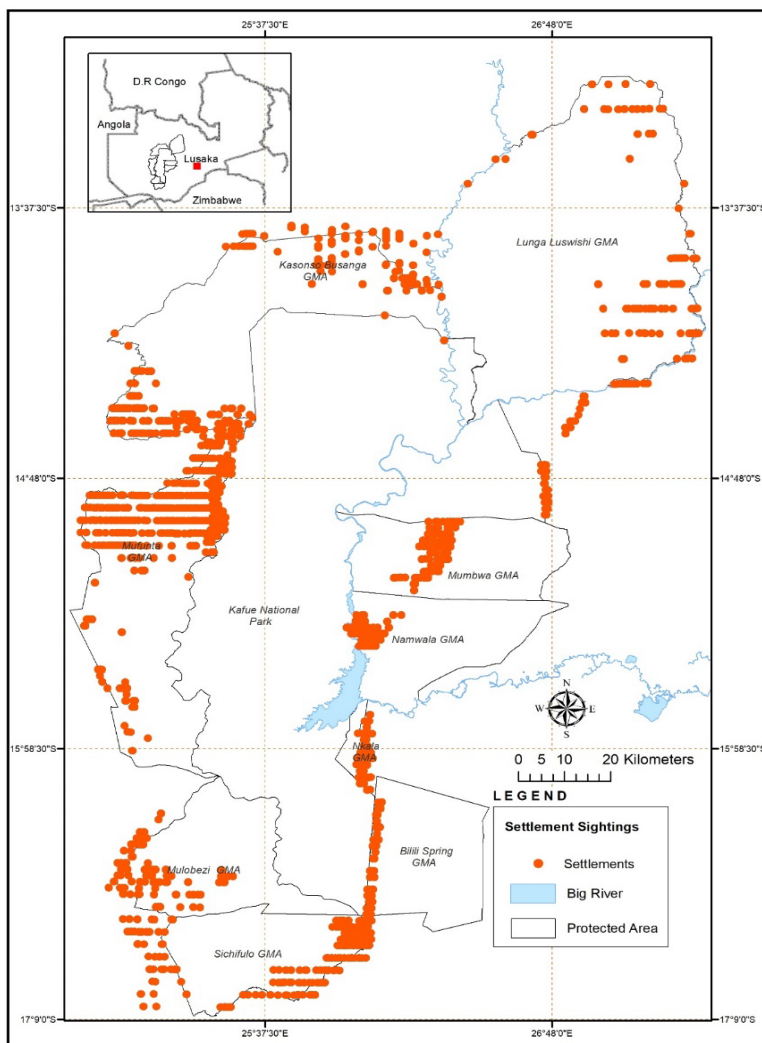 25°37'30"E
26°48'0"E
D.R Congo
Angola
Lusaka
Zimbabwe
13°37'30"S
13°37'30"S
Lunga Luswishi GMA
Kasonso Busanga
GMA
14°48'0"S
14°48'0"S
Mufunta
GMA
Mumbwa GMA
Kafue National
Park
Namwala GMA
N
W
E
S
15°58'30"S
15°58'30"S
Nkala
GMA
0 5 10 20 Kilometers
LEGEND
Settlement Sightings
Settlements
Big River
Protected Area
Bilili Spring
GMA
Mulobezi GMA
Sichifulo GMA
17°9'0"S
17°9'0"S
25°37'30"E
26°48'0"E